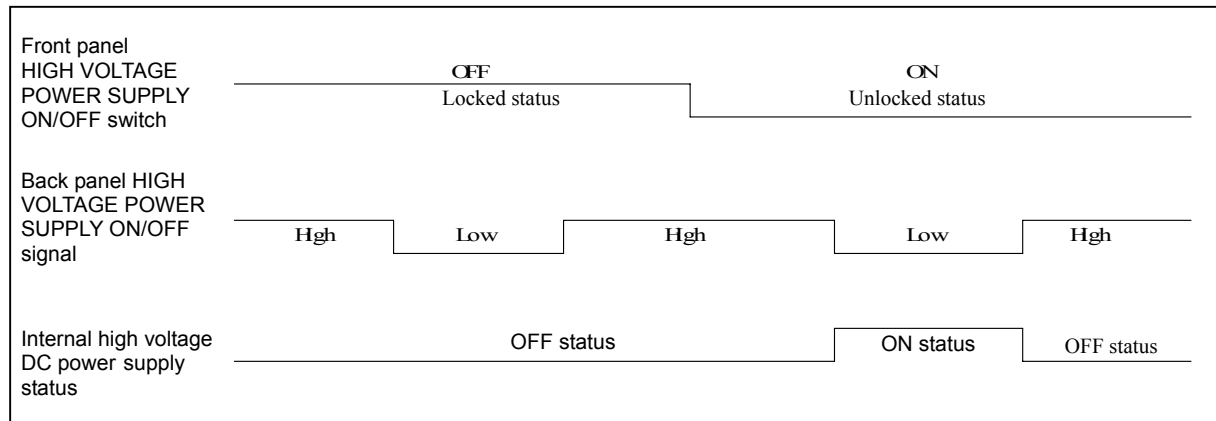 Front panel
HIGH VOLTAGE
POWER SUPPLY
ON/OFF switch
OFF
Locked status
ON
Unlocked status
Back panel HIGH
VOLTAGE POWER
SUPPLY ON/OFF
signal
Hgh
Low
Hgh
Low
Hgh
Internal high voltage
DC power supply
status
OFF status
ON status
OFF status